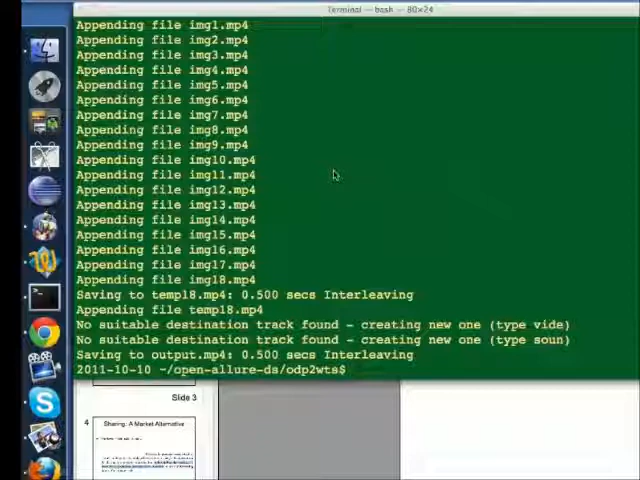 Terminal — bash — 80×24
Appending file img1.mp4
Appending file img2.mp4
Appending file img3.mp4
Appending file img4.mp4
Appending file img5.mp4
Appending file img6.mp4
Appending file img7.mp4
Appending file img8.mp4
Appending file img9.mp4
Appending file img10.mp4
Appending file img11.mp4
Appending file img12.mp4
Appending file img13.mp4
Appending file img14.mp4
Appending file img15.mp4
Appending file img16.mp4
Appending file img17.mp4
Appending file img18.mp4
Saving to temp18.mp4: 0.500 secs Interleaving
Appending file temp18.mp4
No suitable destination track found - creating new one (type vide)
No suitable destination track found - creating new one (type soun)
Saving to output.mp4: 0.500 secs Interleaving
2011-10-10 ~/open-allure-ds/odp2wts$
Slide 3
4
Sharing: A Market Alternative